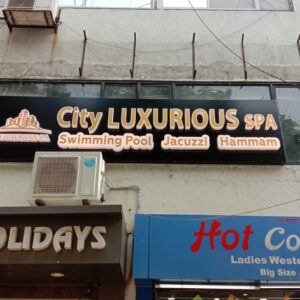 City LUXURIOUS SPA
Swimming Pool Jacuzzi Hammam
OLIDAYS
Hot Co
Ladies Weste
Big Size